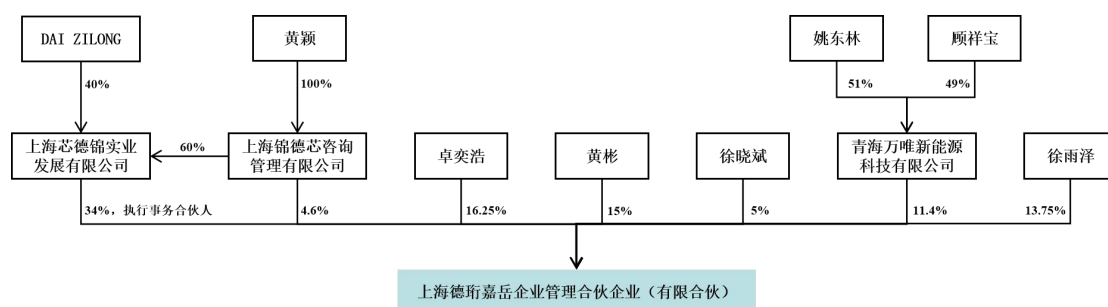 DAI ZILONG
黄颖
姚东林
顾祥宝
40%
100%
51%
49%
上海芯德锦实业
发展有限公司
60%
上海锦德芯咨询
管理有限公司
卓奕浩
黄彬
徐晓斌
青海万唯新能源
科技有限公司
徐雨泽
34%，执行事务合伙人
4.6%
16.25%
15%
5%
11.4%
13.75%
上海德珩嘉岳企业管理合伙企业（有限合伙）